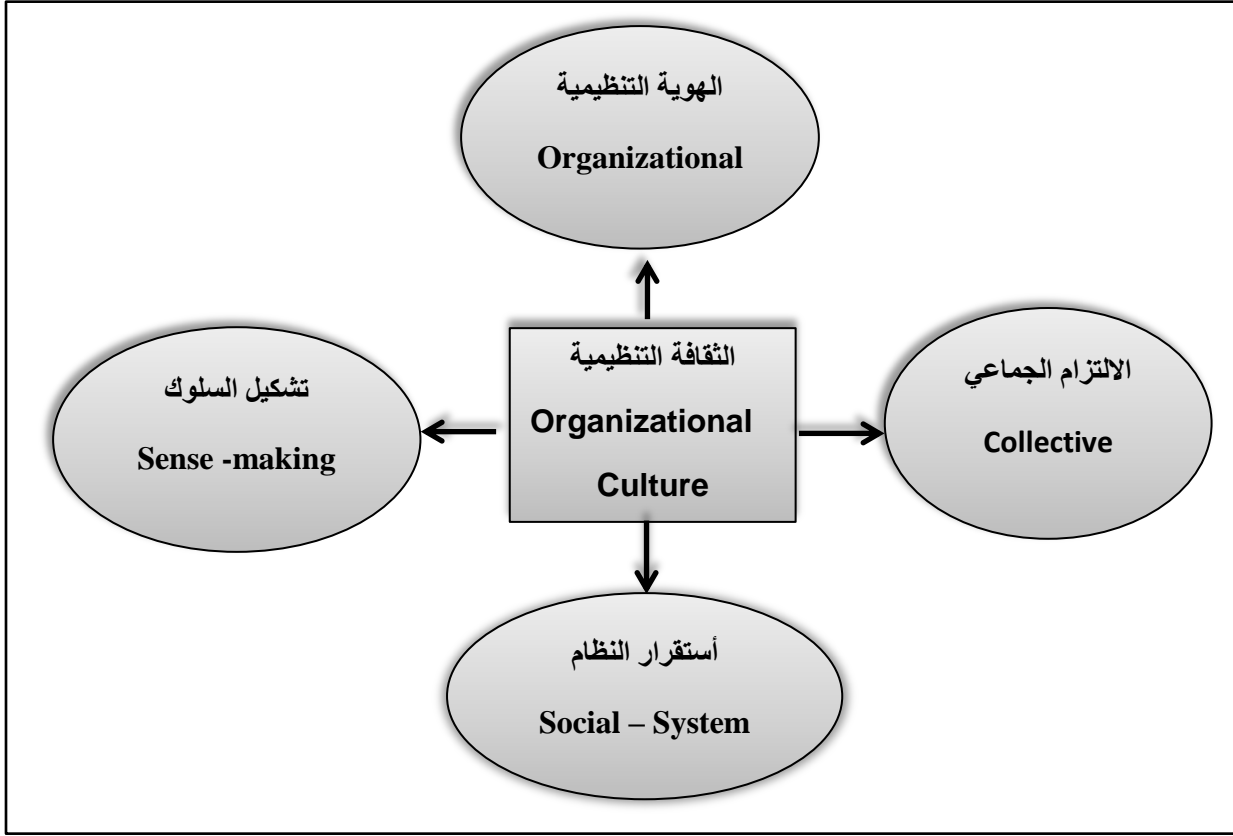 الهوية التنظيمية
Organizational
الثقافة التنظيمية
Organizational
Culture
الالتزام الجماعي
Collective
تشكيل السلوك
Sense -making
أستقرار النظام
Social – System